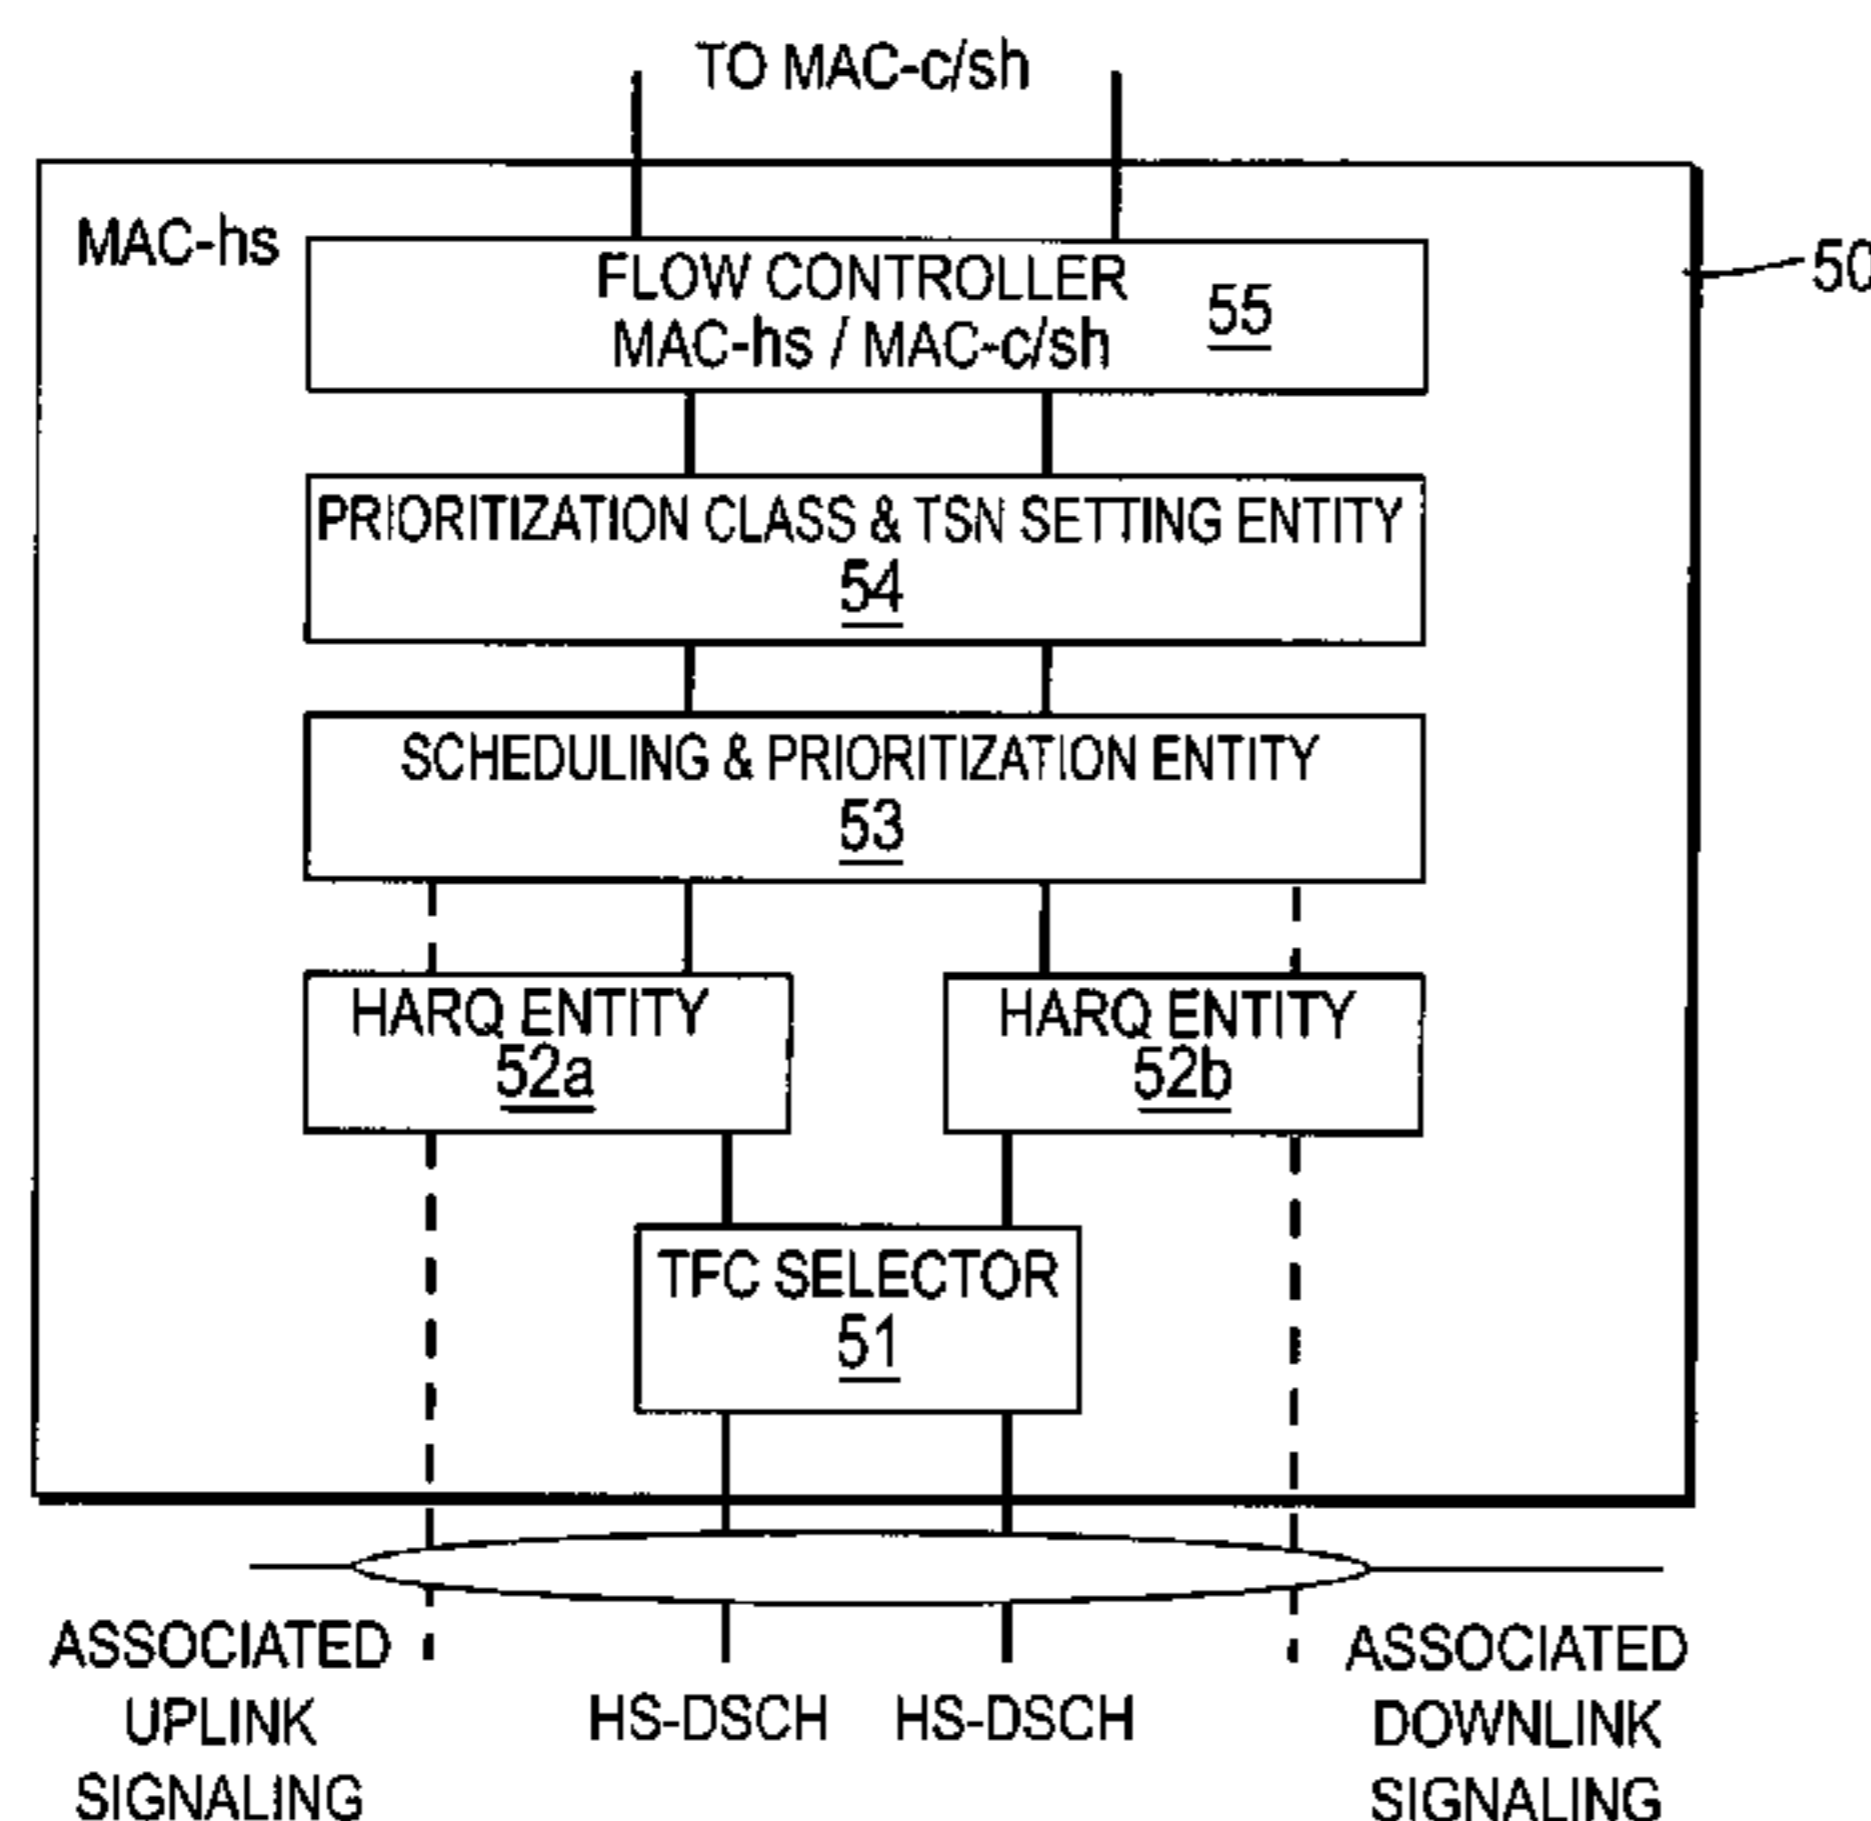 TO MAC-c/sh
MAC-hs
50
FLOW CONTROLLER
MAC-hs / MAC-c/sh
55
PRIORITIZATION CLASS & TSN SETTING ENTITY
54
SCHEDULING & PRIORITIZATION ENTITY
53
HARQ ENTITY
52a
HARQ ENTITY
52b
TFC SELECTOR
51
ASSOCIATED
UPLINK
SIGNALING
HS-DSCH
HS-DSCH
ASSOCIATED
DOWNLINK
SIGNALING